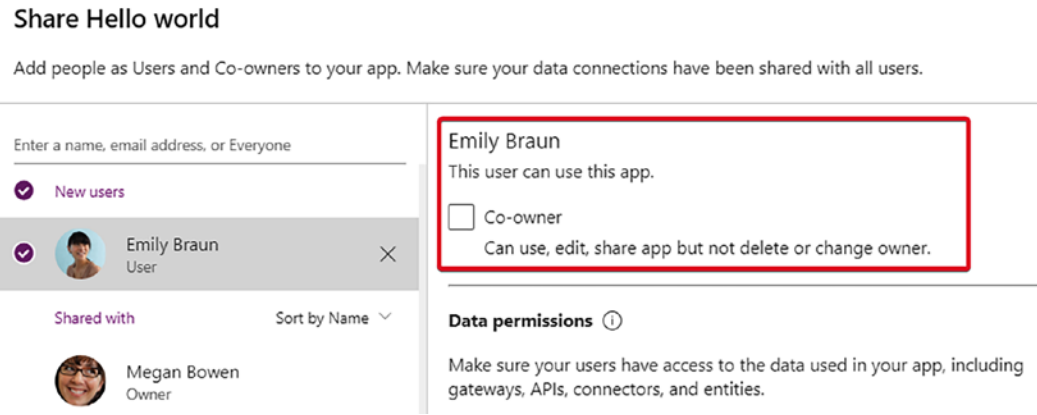 Share Hello world
Add people as Users and Co-owners to your app. Make sure your data connections have been shared with all users.
Enter a name, email address, or Everyone
New users
Emily Braun
User
Shared with
Sort by Name
Megan Bowen
Owner
Emily Braun
This user can use this app.
Co-owner
Can use, edit, share app but not delete or change owner.
Data permissions
Make sure your users have access to the data used in your app, including
gateways, APIs, connectors, and entities.